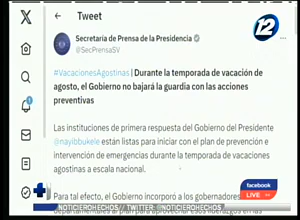 Tweet
12
Secretaría de Prensa de la Presidencia
@SecPrensaSV
#VacacionesAgostinas | Durante la temporada de vacación de
agosto, el Gobierno no bajará la guardia con las acciones
preventivas
Las instituciones de primera respuesta del Gobierno del Presidente
@nayibbukele están listas para iniciar con el plan de prevención e
intervención de emergencias durante la temporada de vacaciones
agostinas a escala nacional.
facebook
LIVE
Para tal efecto, el Gobierno incorporó a los gobernadores
NOTICIEROHECHOS / TWITTER: @NOTICIEROHECHOS